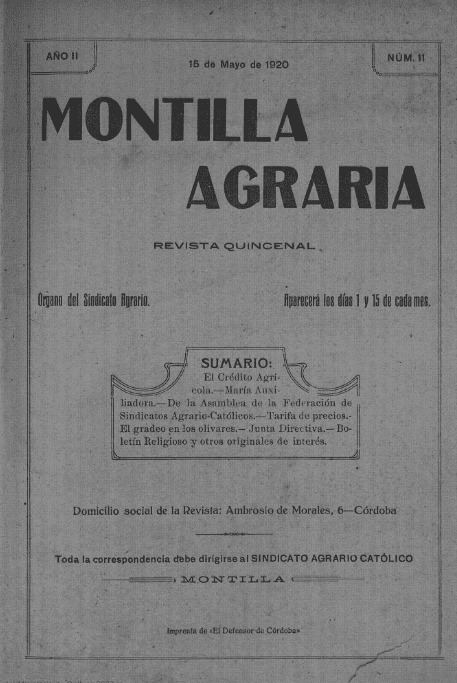 AÑO II
15 de Mayo de 1920
NÚM. 11
MONTILLA
AGRARIA
REVISTA QUINCENAL
Organo del Sindicato Agrario.
Aparecerá los días 1 y 15 de cada mes.
SUMARIO:
El Crédito Agrí-
cola.—María Auxi-
liadora.—De la Asamblea de la Federación de
Sindicatos Agrario-Católicos.—Tarifa de precios.-
El gradeo en los olivares.—Junta Directiva.—Bo-
letín Religioso y otros originales de interés.
Domicilio social de la Revista: Ambrosio de Morales, 6—Córdoba
Toda la correspondencia debe dirigirse al SINDICATO AGRARIO CATÓLICO
MONTILLA
Imprenta de «El Defensor de Córdoba»